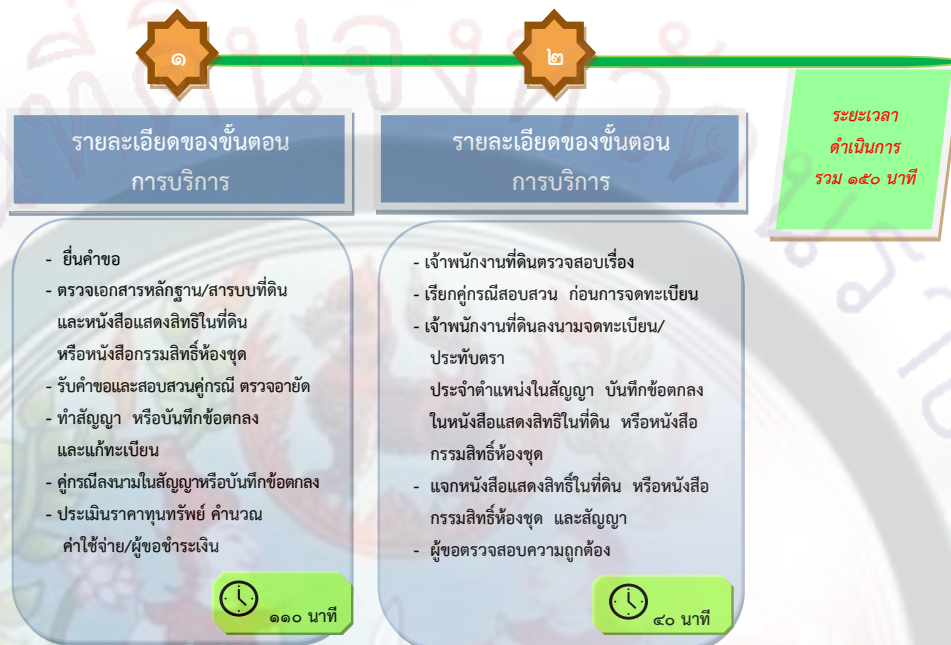 ๑
๒
รายละเอียดของขั้นตอน
การบริการ
รายละเอียดของขั้นตอน
การบริการ
ระยะเวลา
ดำเนินการ
รวม ๑๕๐ นาที
- ยื่นคำขอ
- ตรวจเอกสารหลักฐาน/สารบบที่ดิน
และหนังสือแสดงสิทธิในที่ดิน
หรือหนังสือกรรมสิทธิ์ห้องชุด
- รับคำขอและสอบสวนคู่กรณี ตรวจอายัด
- ทำสัญญา หรือบันทึกข้อตกลง
และแก้ทะเบียน
- คู่กรณีลงนามในสัญญาหรือบันทึกข้อตกลง
- ประเมินราคาทุนทรัพย์ คำนวณ
ค่าใช้จ่าย/ผู้ขอชำระเงิน
๑๑๐ นาที
- เจ้าพนักงานที่ดินตรวจสอบเรื่อง
- เรียกคู่กรณีสอบสวน ก่อนการจดทะเบียน
- เจ้าพนักงานที่ดินลงนามจดทะเบียน/
ประทับตรา
ประจำตำแหน่งในสัญญา บันทึกข้อตกลง
ในหนังสือแสดงสิทธิในที่ดิน หรือหนังสือ
กรรมสิทธิ์ห้องชุด
- แจกหนังสือแสดงสิทธิ์ในที่ดิน หรือหนังสือ
กรรมสิทธิ์ห้องชุด และสัญญา
- ผู้ขอตรวจสอบความถูกต้อง
๔๐ นาที